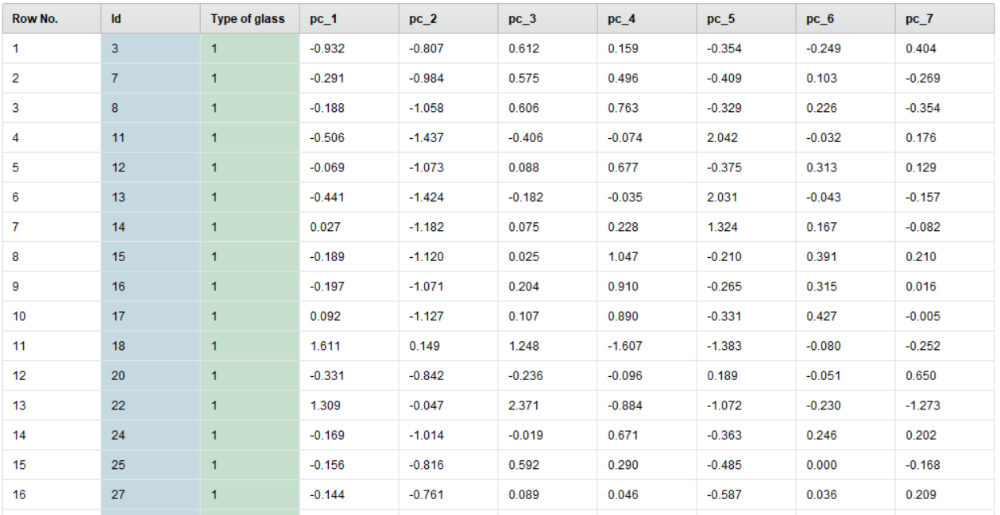 Row No. Id Type of glass pc_1 pc_2 pc_3 pc_4 pc_5 pc_6 pc_7
1 3 1 -0.932 -0.807 0.612 0.159 -0.354 -0.249 0.404
2 7 1 -0.291 -0.984 0.575 0.496 -0.409 0.103 -0.269
3 8 1 -0.188 -1.058 0.606 0.763 -0.329 0.226 -0.354
4 11 1 -0.506 -1.437 -0.406 -0.074 2.042 -0.032 0.176
5 12 1 -0.069 -1.073 0.088 0.677 -0.375 0.313 0.129
6 13 1 -0.441 -1.424 -0.182 -0.035 2.031 -0.043 -0.157
7 14 1 0.027 -1.182 0.075 0.228 1.324 0.167 -0.082
8 15 1 -0.189 -1.120 0.025 1.047 -0.210 0.391 0.210
9 16 1 -0.197 -1.071 0.204 0.910 -0.265 0.315 0.016
10 17 1 0.092 -1.127 0.107 0.890 -0.331 0.427 -0.005
11 18 1 1.611 0.149 1.248 -1.607 -1.383 -0.080 -0.252
12 20 1 -0.331 -0.842 -0.236 -0.096 0.189 -0.051 0.650
13 22 1 1.309 -0.047 2.371 -0.884 -1.072 -0.230 -1.273
14 24 1 -0.169 -1.014 -0.019 0.671 -0.363 0.246 0.202
15 25 1 -0.156 -0.816 0.592 0.290 -0.485 0.000 -0.168
16 27 1 -0.144 -0.761 0.089 0.046 -0.587 0.036 0.209